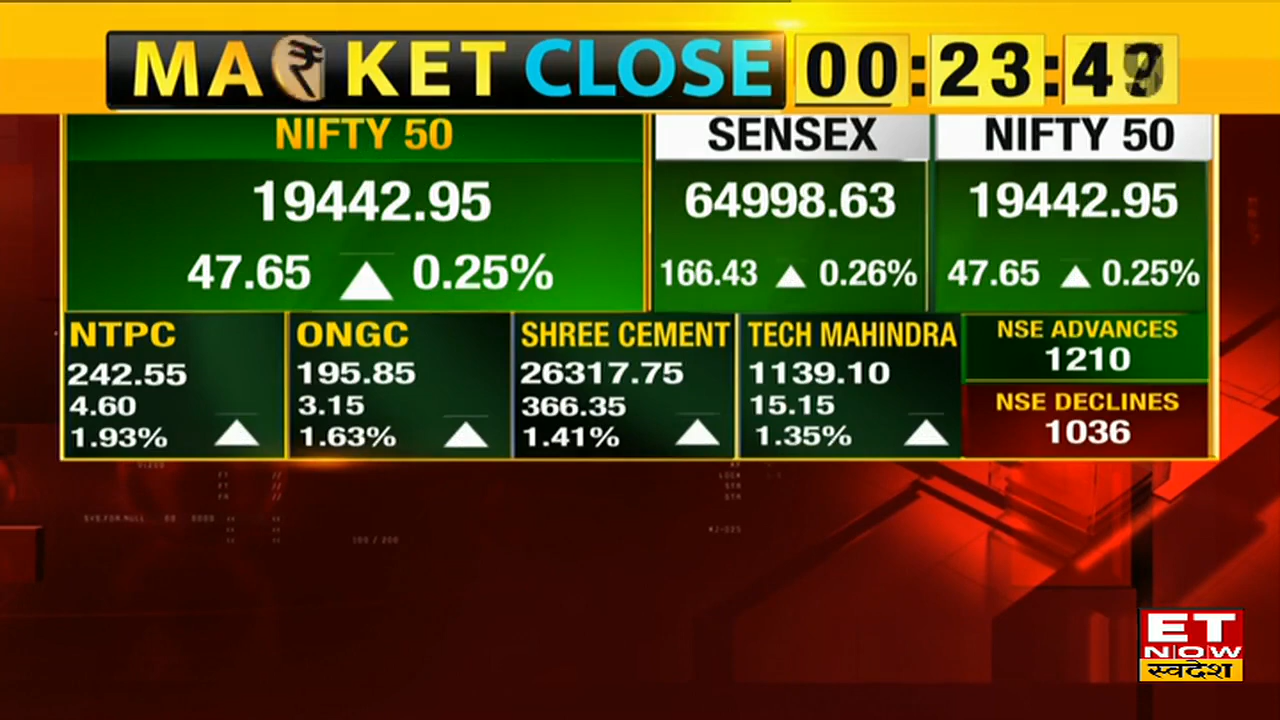 MA₹KET CLOSE 00:23:4
NIFTY 50
19442.95
47.65 ▲ 0.25%
SENSEX
64998.63
166.43 ▲ 0.26%
NIFTY 50
19442.95
47.65 ▲ 0.25%
NTPC
242.55
4.60
1.93% ▲
ONGC
195.85
3.15
1.63% ▲
SHREE CEMENT
26317.75
366.35
1.41% ▲
TECH MAHINDRA
1139.10
15.15
1.35% ▲
NSE ADVANCES
1210
NSE DECLINES
1036
100 / 200
ET
NOW
स्वदेश